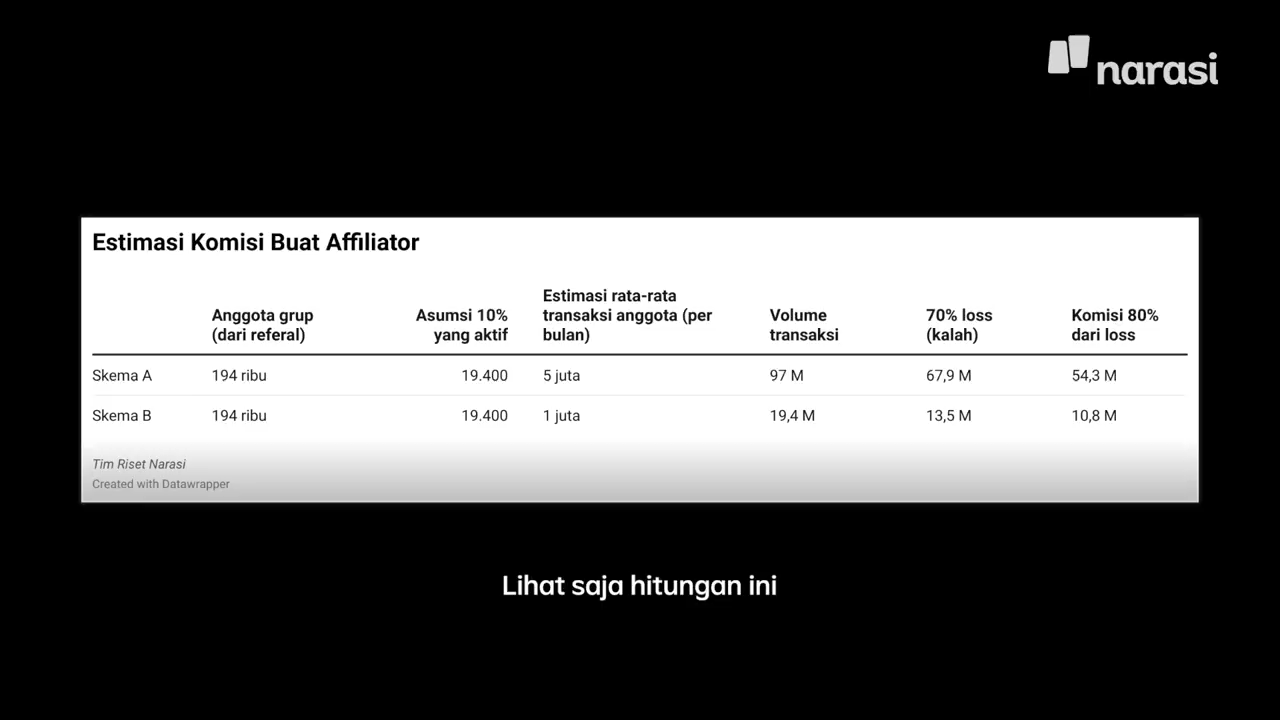 narasi
Estimasi Komisi Buat Affiliator
Anggota grup
(dari referal)
Asumsi 10%
yang aktif
Estimasi rata-rata
transaksi anggota (per
bulan)
Volume
transaksi
70% loss
(kalah)
Komisi 80%
dari loss
Skema A 194 ribu 19.400 5 juta 97 M 67,9 M 54,3 M
Skema B 194 ribu 19.400 1 juta 19,4 M 13,5 M 10,8 M
Tim Riset Narasi
Created with Datawrapper
Lihat saja hitungan ini